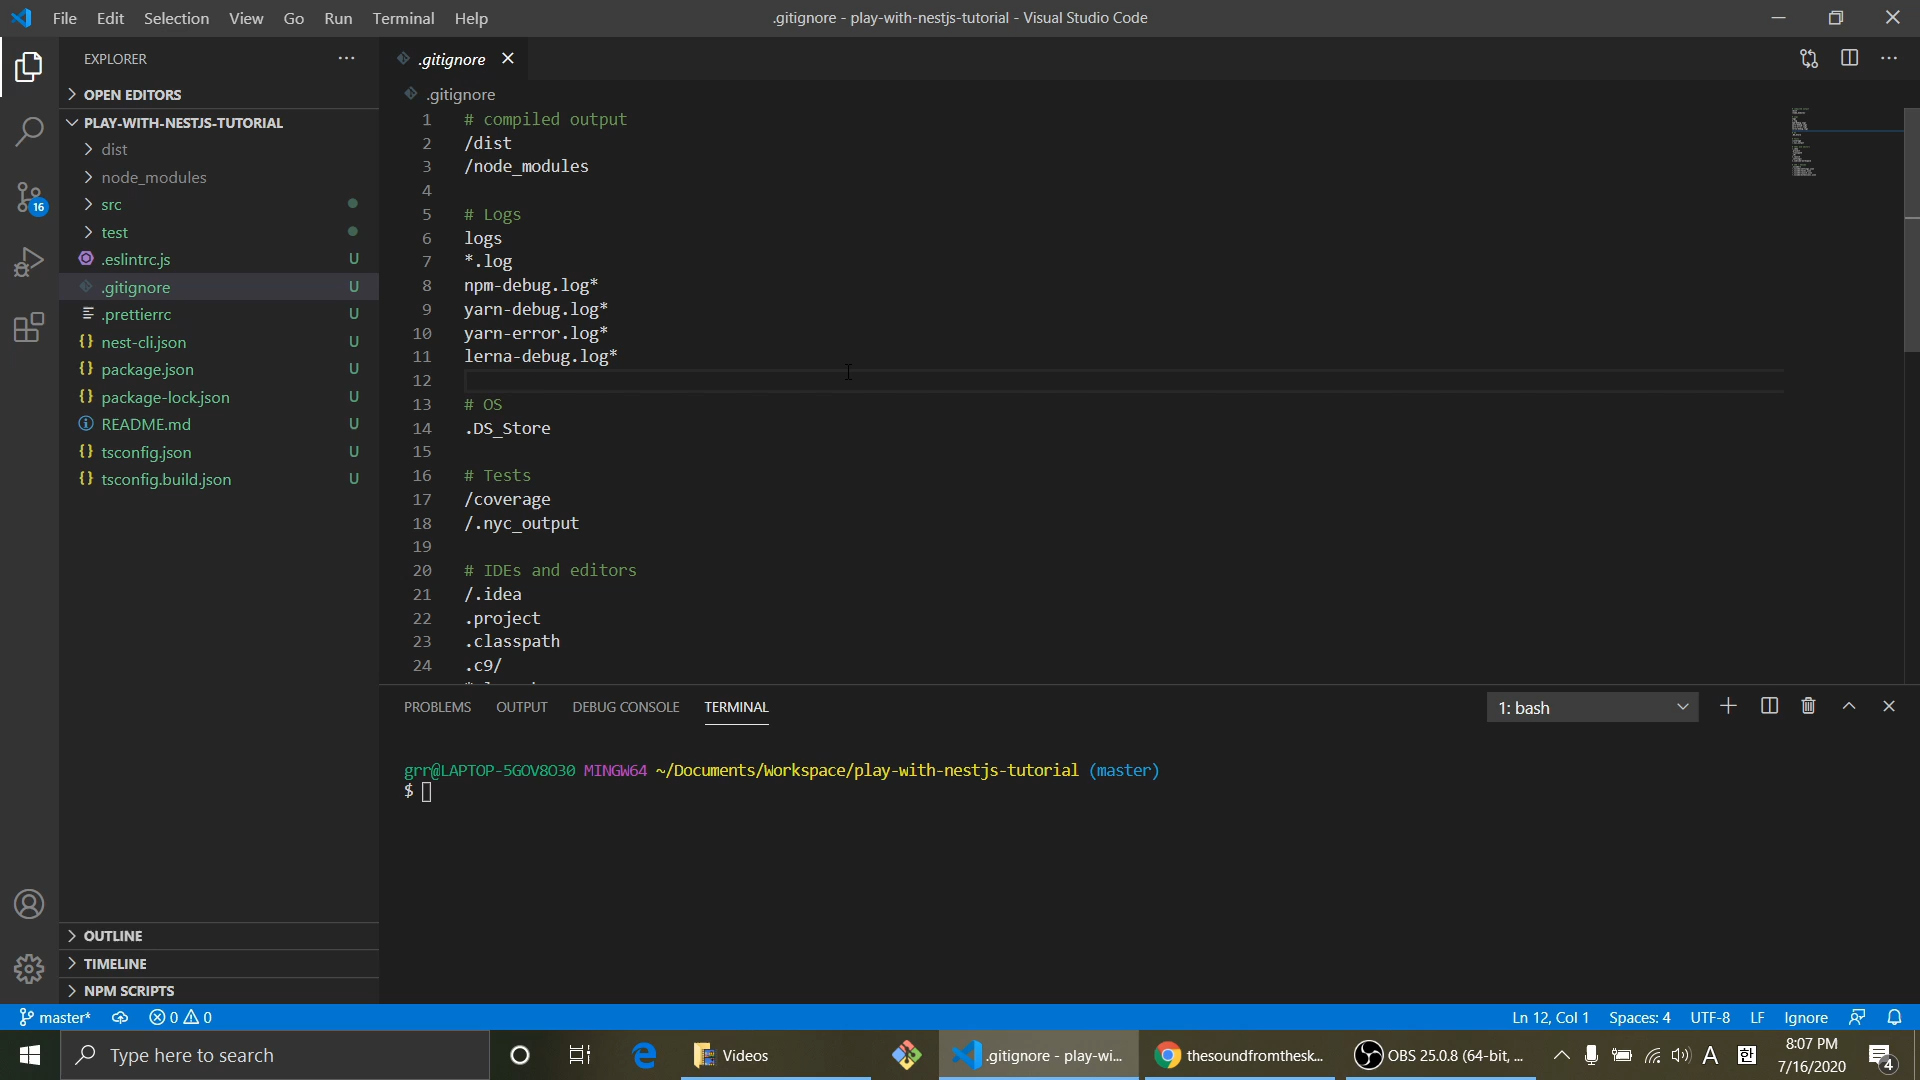 File Edit Selection View Go Run Terminal Help
.gitignore - play-with-nestjs-tutorial - Visual Studio Code
EXPLORER
OPEN EDITORS
PLAY-WITH-NESTJS-TUTORIAL
dist
node_modules
src
test
.eslintrc.js U
.gitignore U
.prettierrc U
nest-cli.json U
package.json U
package-lock.json U
README.md U
tsconfig.json U
tsconfig.build.json U
16
OUTLINE
TIMELINE
NPM SCRIPTS
.gitignore
.gitignore
1 # compiled output
2 /dist
3 /node_modules
4
5 # Logs
6 logs
7 *.log
8 npm-debug.log*
9 yarn-debug.log*
10 yarn-error.log*
11 lerna-debug.log*
12
13 # OS
14 .DS_Store
15
16 # Tests
17 /coverage
18 /.nyc_output
19
20 # IDEs and editors
21 /.idea
22 .project
23 .classpath
24 .c9/
PROBLEMS OUTPUT DEBUG CONSOLE TERMINAL
1: bash
grr@LAPTOP-5GOV8O30 MINGW64 ~/Documents/Workspace/play-with-nestjs-tutorial (master)
$
master* 0 0
Ln 12, Col 1 Spaces: 4 UTF-8 LF Ignore
Type here to search
Videos
.gitignore - play-wi...
thesoundfromthesk...
OBS 25.0.8 (64-bit, ...
A 한
8:07 PM
7/16/2020
4